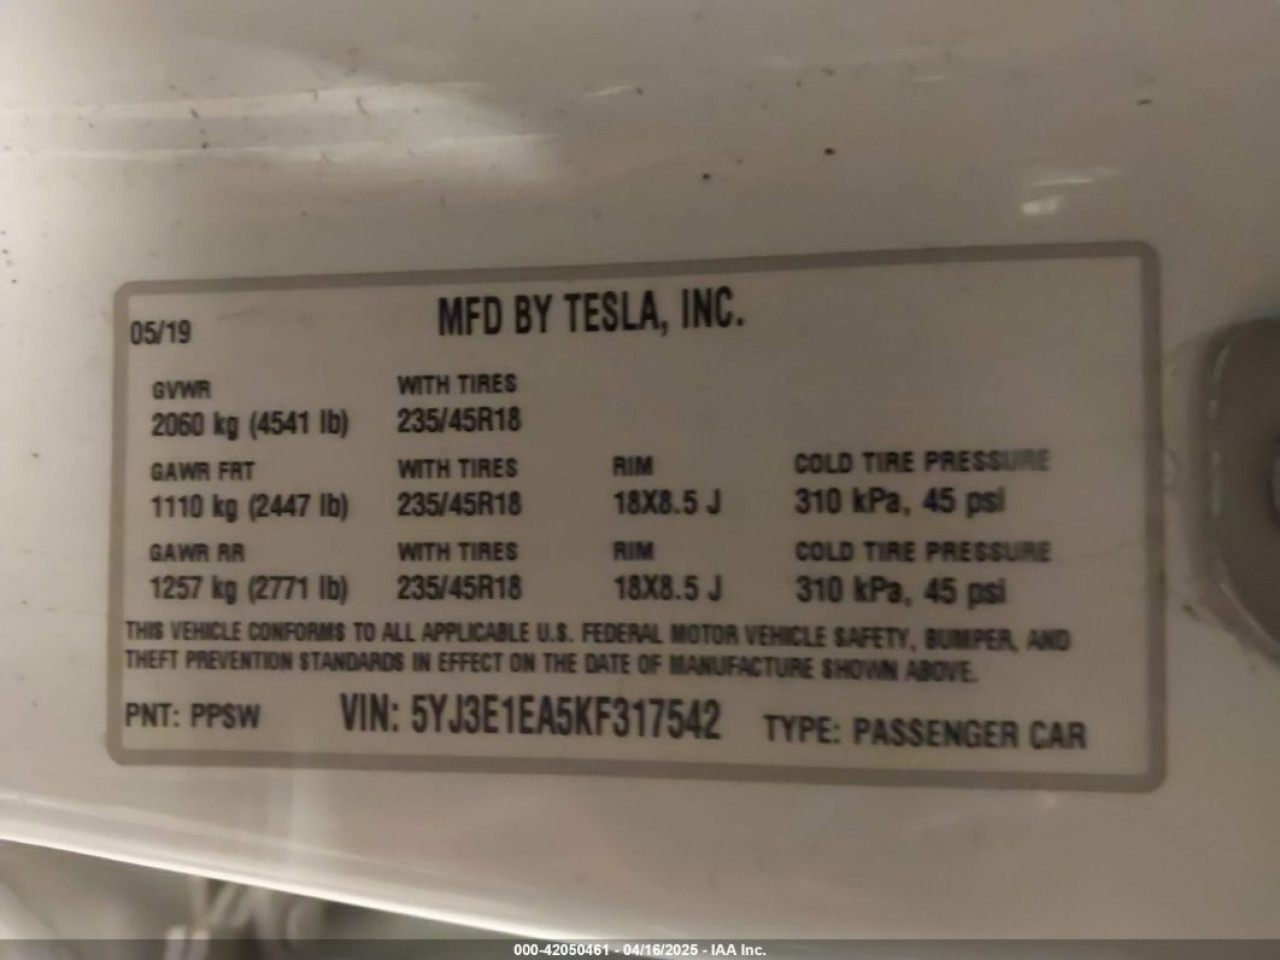 05/19 MFD BY TESLA, INC.
GVWR WITH TIRES
2060 kg (4541 lb) 235/45R18
GAWR FRT WITH TIRES RIM COLD TIRE PRESSURE
1110 kg (2447 lb) 235/45R18 18X8.5 J 310 kPa, 45 psi
GAWR RR WITH TIRES RIM COLD TIRE PRESSURE
1257 kg (2771 lb) 235/45R18 18X8.5 J 310 kPa, 45 psi
THIS VEHICLE CONFORMS TO ALL APPLICABLE U.S. FEDERAL MOTOR VEHICLE SAFETY, BUMPER, AND
THEFT PREVENTION STANDARDS IN EFFECT ON THE DATE OF MANUFACTURE SHOWN ABOVE.
PNT: PPSW VIN: 5YJ3E1EA5KF317542 TYPE: PASSENGER CAR
000-42050461 - 04/16/2025 - IAA Inc.